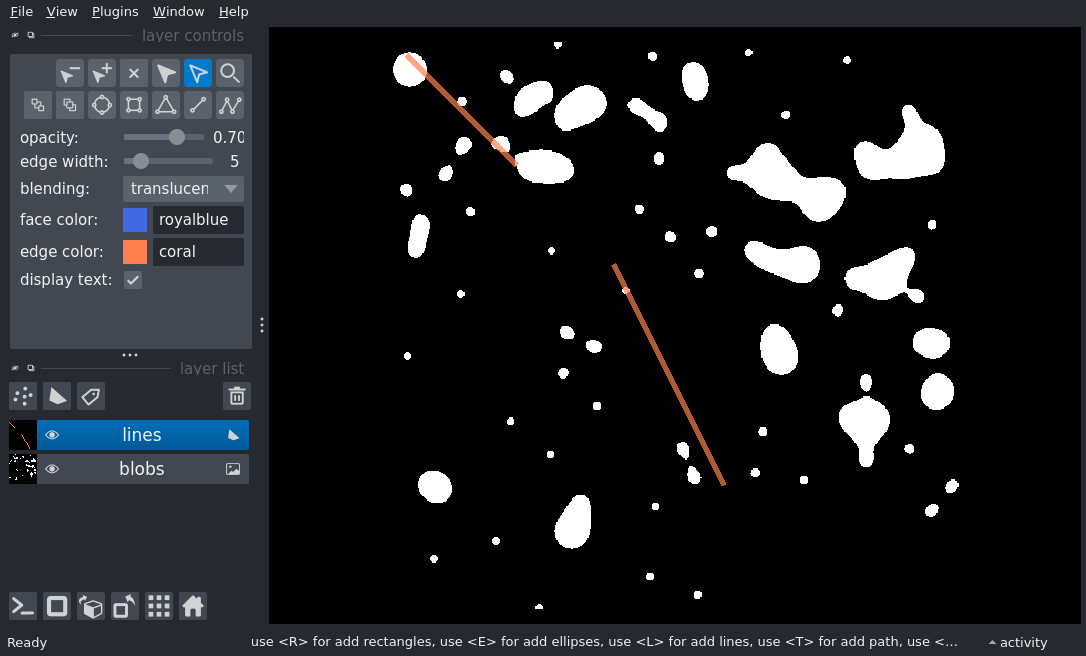 File View Plugins Window Help
layer controls
opacity: 0.70
edge width: 5
blending: translucen
face color: royalblue
edge color: coral
display text:
layer list
lines
blobs
Ready use <R> for add rectangles, use <E> for add ellipses, use <L> for add lines, use <T> for add path, use <... activity